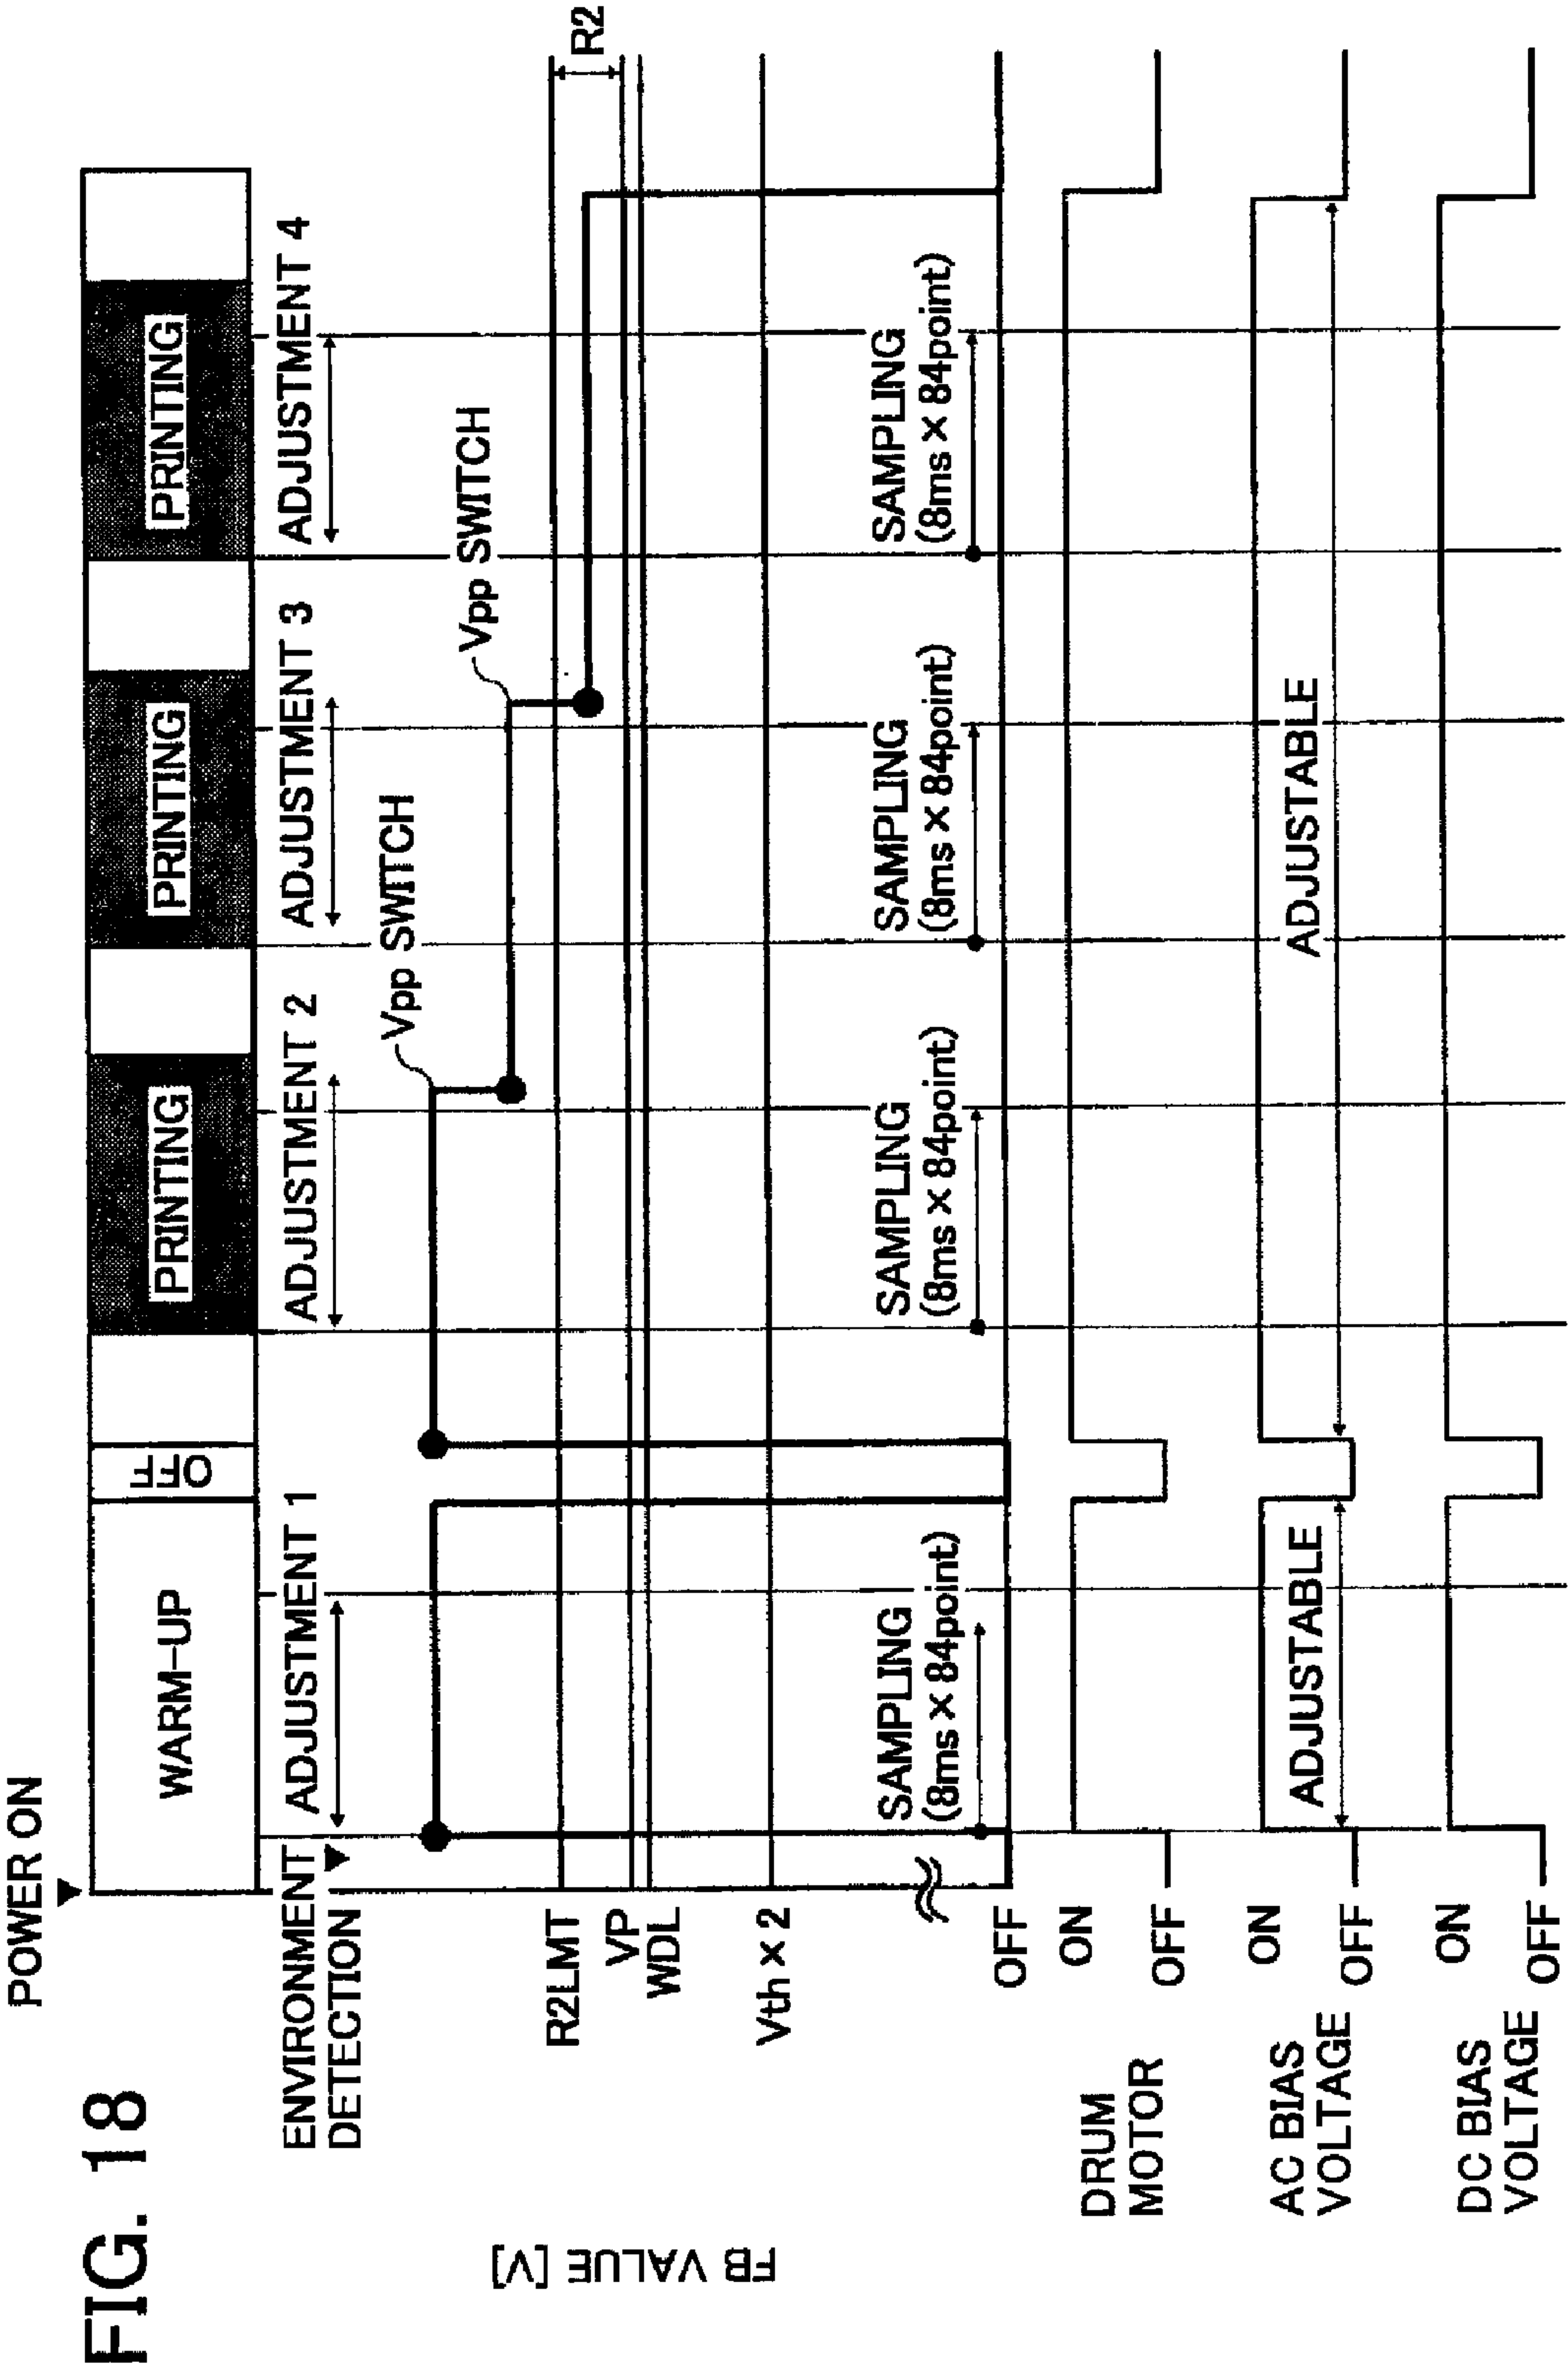 FIG. 18
POWER ON
WARM-UP
OFF
PRINTING
PRINTING
PRINTING
ENVIRONMENT
DETECTION
ADJUSTMENT 1
ADJUSTMENT 2
ADJUSTMENT 3
ADJUSTMENT 4
Vpp SWITCH
Vpp SWITCH
FB VALUE [V]
R2LMT
VP
WDL
Vth × 2
R2
SAMPLING
(8ms × 84point)
SAMPLING
(8ms × 84point)
SAMPLING
(8ms × 84point)
SAMPLING
(8ms × 84point)
OFF
DRUM
MOTOR
ON
OFF
AC BIAS
VOLTAGE
ON
OFF
ADJUSTABLE
ADJUSTABLE
DC BIAS
VOLTAGE
ON
OFF